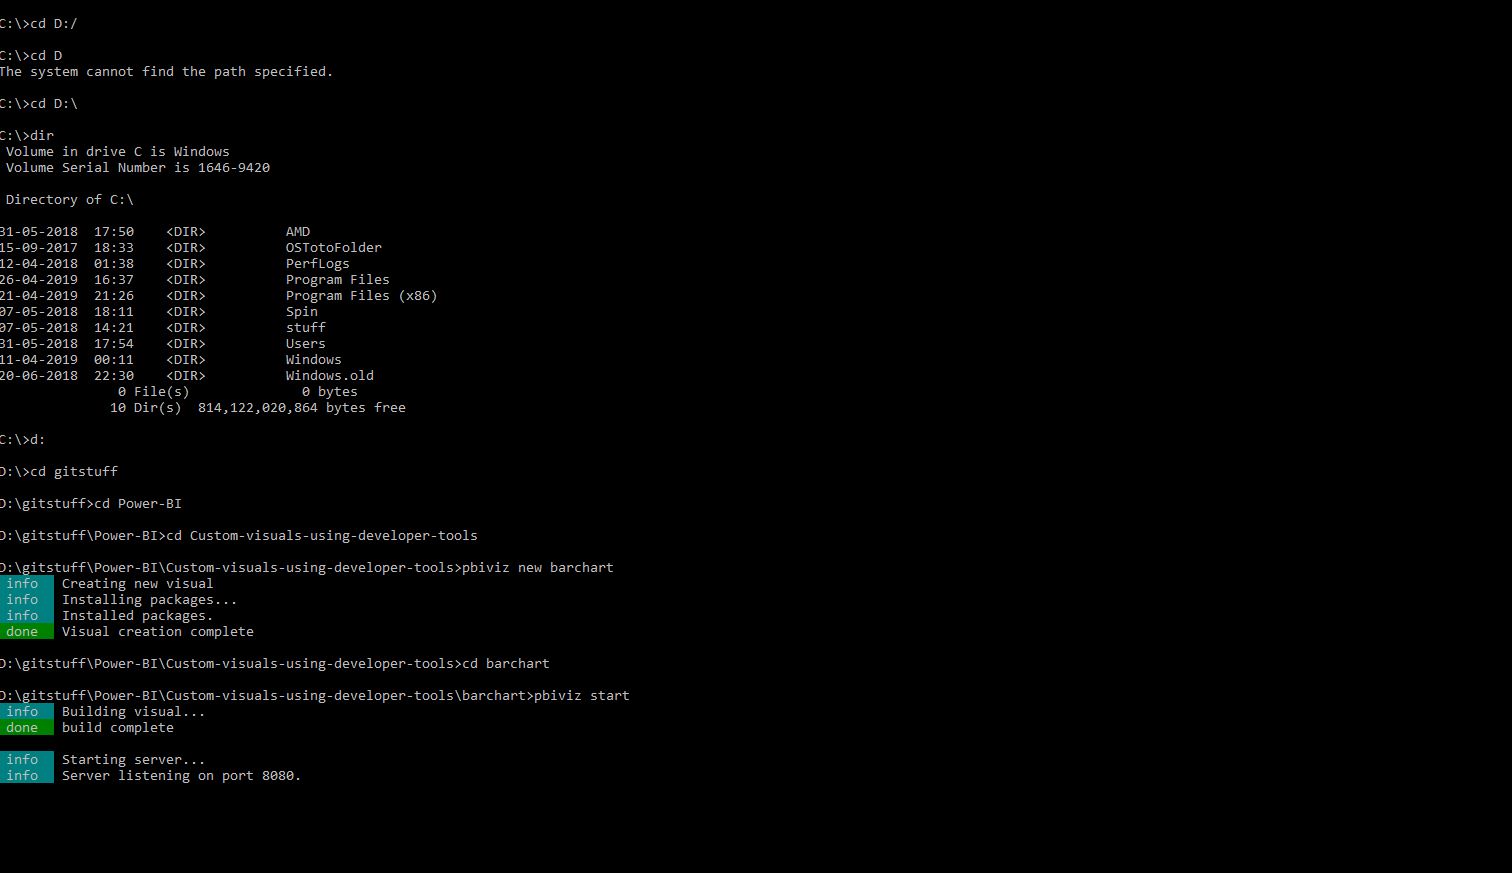 C:\>cd D:/
C:\>cd D
The system cannot find the path specified.
C:\>cd D:\
C:\>dir
 Volume in drive C is Windows
 Volume Serial Number is 1646-9420
 Directory of C:\
31-05-2018  17:50    <DIR>          AMD
15-09-2017  18:33    <DIR>          OSTotoFolder
12-04-2018  01:38    <DIR>          PerfLogs
26-04-2019  16:37    <DIR>          Program Files
21-04-2019  21:26    <DIR>          Program Files (x86)
07-05-2018  18:11    <DIR>          Spin
07-05-2018  14:21    <DIR>          stuff
31-05-2018  17:54    <DIR>          Users
11-04-2019  00:11    <DIR>          Windows
20-06-2018  22:30    <DIR>          Windows.old
               0 File(s)              0 bytes
              10 Dir(s)  814,122,020,864 bytes free
C:\>d:
D:\>cd gitstuff
D:\gitstuff>cd Power-BI
D:\gitstuff\Power-BI>cd Custom-visuals-using-developer-tools
D:\gitstuff\Power-BI\Custom-visuals-using-developer-tools>pbiviz new barchart
 info   Creating new visual
 info   Installing packages...
 info   Installed packages.
 done   Visual creation complete
D:\gitstuff\Power-BI\Custom-visuals-using-developer-tools>cd barchart
D:\gitstuff\Power-BI\Custom-visuals-using-developer-tools\barchart>pbiviz start
 info   Building visual...
 done   build complete
 info   Starting server...
 info   Server listening on port 8080.